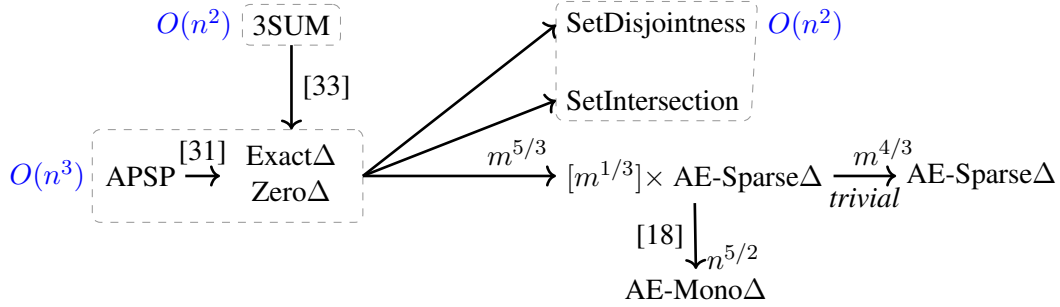 O(n²) 3SUM
SetDisjointness O(n²)
[33]
SetIntersection
O(n³) APSP [31] ExactΔ
ZeroΔ
m^{5/3}
[m^{1/3}]× AE-SparseΔ
m^{4/3}
trivial
AE-SparseΔ
[18]
n^{5/2}
AE-MonoΔ